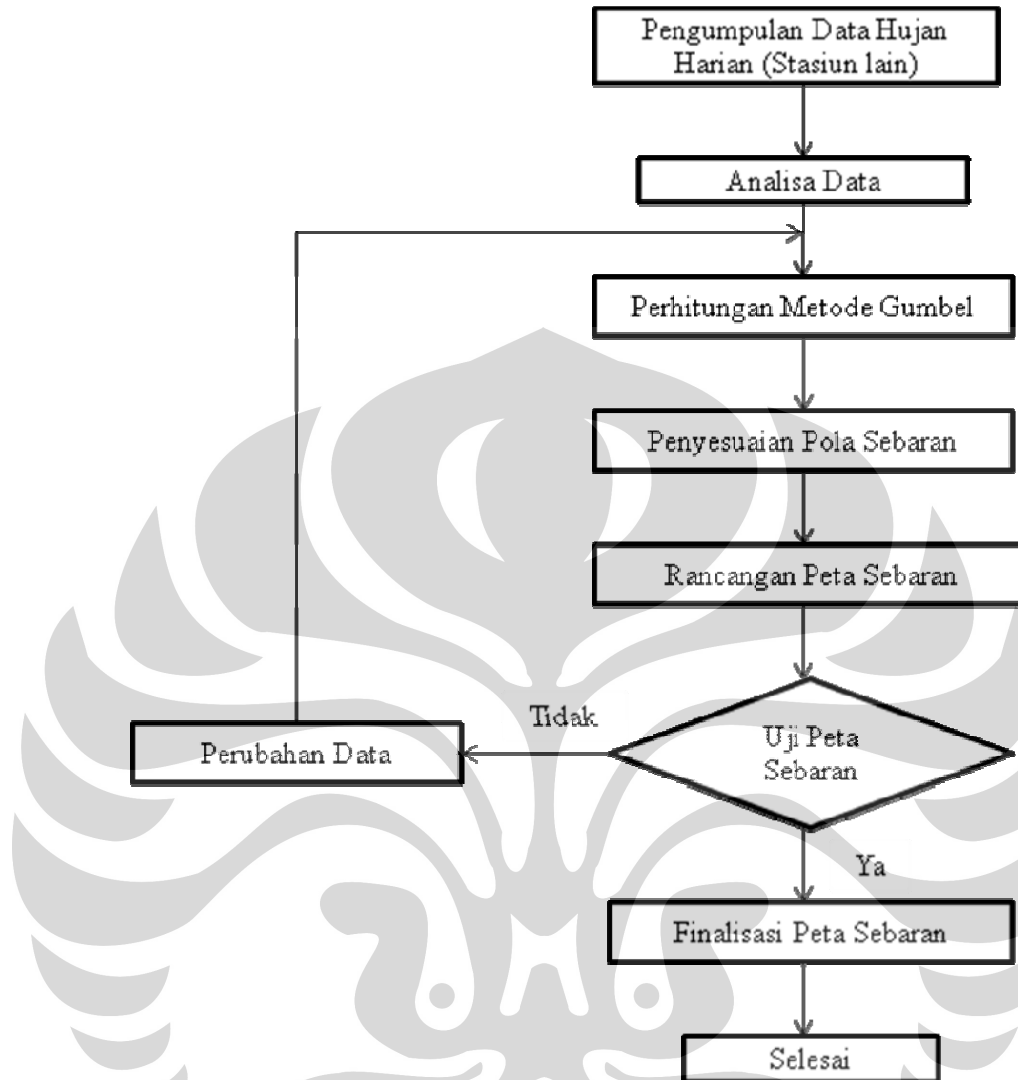 Pengumpulan Data Hujan
Harian (Stasiun lain)
Analisa Data
Perhitungan Metode Gumbel
Penyesuaian Pola Sebaran
Rancangan Peta Sebaran
Uji Peta
Sebaran
Tidak
Perubahan Data
Ya
Finalisasi Peta Sebaran
Selesai